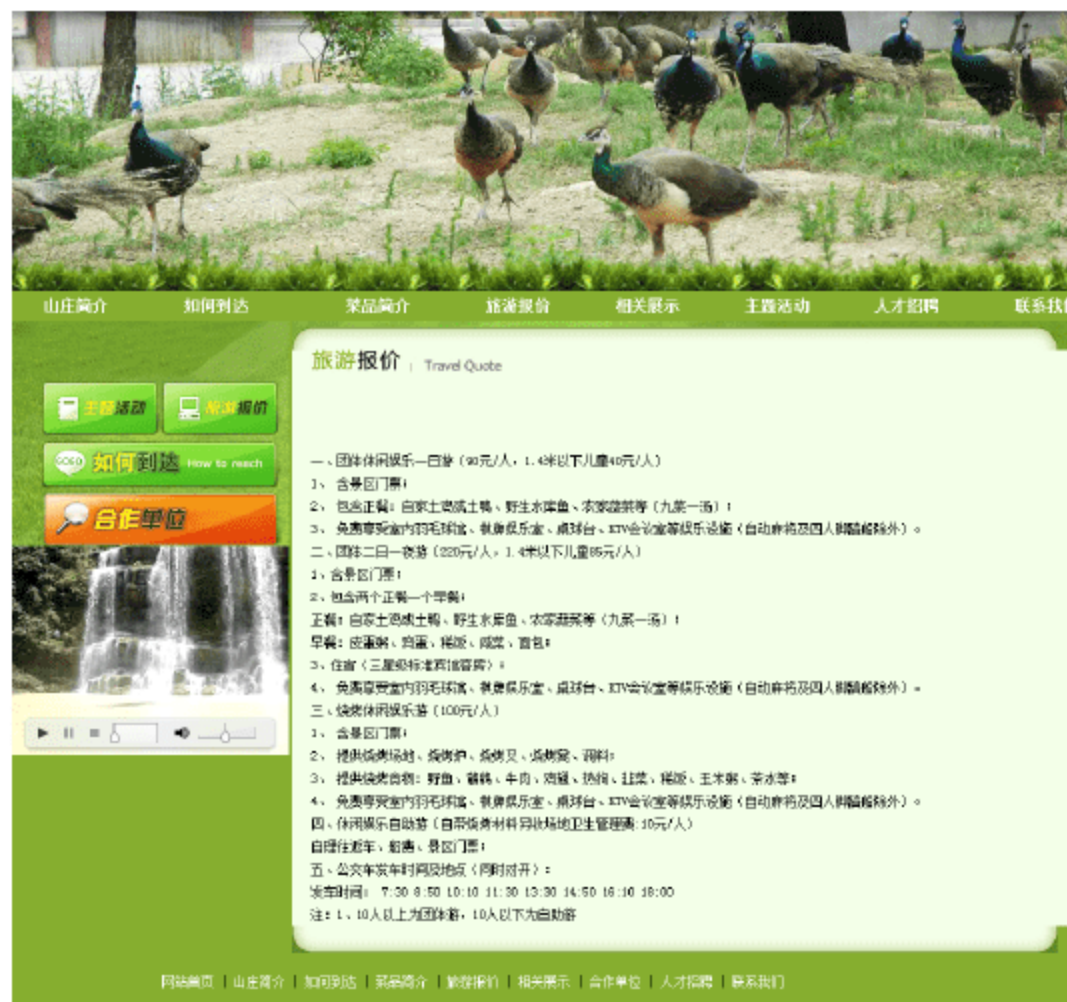 山庄简介 如何到达 菜品简介 旅游报价 相关展示 主题活动 人才招聘 联系我们
旅游报价 | Travel Quote
主题活动 旅游报价
GOGO 如何到达 How to reach
合作单位
一、团体休闲娱乐一日游（90元/人，1.4米以下儿童40元/人）
1、 含景区门票；
2、 包含正餐：自家土鸡或土鸭、野生水库鱼、农家蔬菜等（九菜一汤）；
3、 免费享受室内羽毛球馆、棋牌娱乐室、桌球台、KTV会议室等娱乐设施（自动麻将及四人脚踏船除外）。
二、团体二日一夜游（220元/人，1.4米以下儿童85元/人）
1、含景区门票；
2、包含两个正餐一个早餐；
正餐：自家土鸡或土鸭、野生水库鱼、农家蔬菜等（九菜一汤）；
早餐：皮蛋粥、鸡蛋、稀饭、咸菜、面包；
3、住宿（三星级标准宾馆客房）；
4、 免费享受室内羽毛球馆、棋牌娱乐室、桌球台、KTV会议室等娱乐设施（自动麻将及四人脚踏船除外）。
三、烧烤休闲娱乐游（100元/人）
1、 含景区门票；
2、 提供烧烤场地、烧烤炉、烧烤叉、烧烤炭、调料；
3、 提供烧烤食物：野鱼、鹌鹑、牛肉、鸡翅、热狗、韭菜、稀饭、玉米粥、茶水等；
4、 免费享受室内羽毛球馆、棋牌娱乐室、桌球台、KTV会议室等娱乐设施（自动麻将及四人脚踏船除外）。
四、休闲娱乐自助游（自带烧烤材料另收场地卫生管理费:10元/人）
自理往返车、船票、景区门票；
五、公交车发车时间及地点（同时对开）：
发车时间： 7:30 8:50 10:10 11:30 13:30 14:50 16:10 18:00
注：1、10人以上为团体游，10人以下为自助游
网站首页 | 山庄简介 | 如何到达 | 菜品简介 | 旅游报价 | 相关展示 | 合作单位 | 人才招聘 | 联系我们